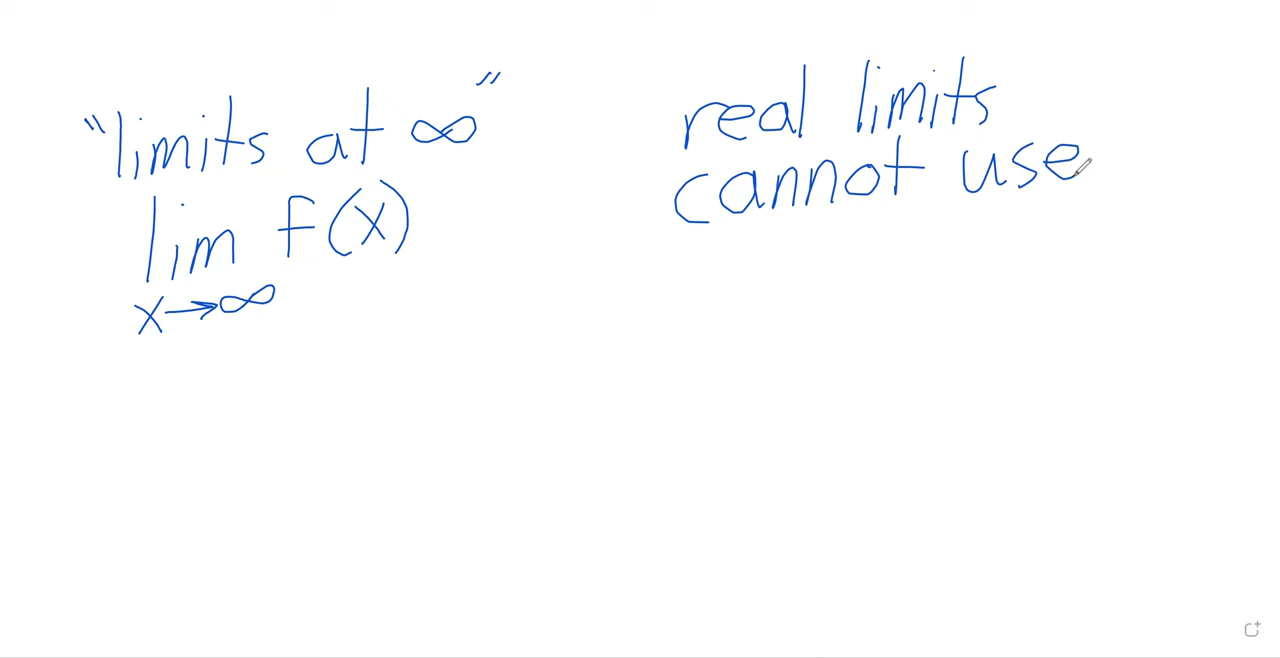 "limits at ∞"
lim f(x)
x→∞
real limits
cannot use